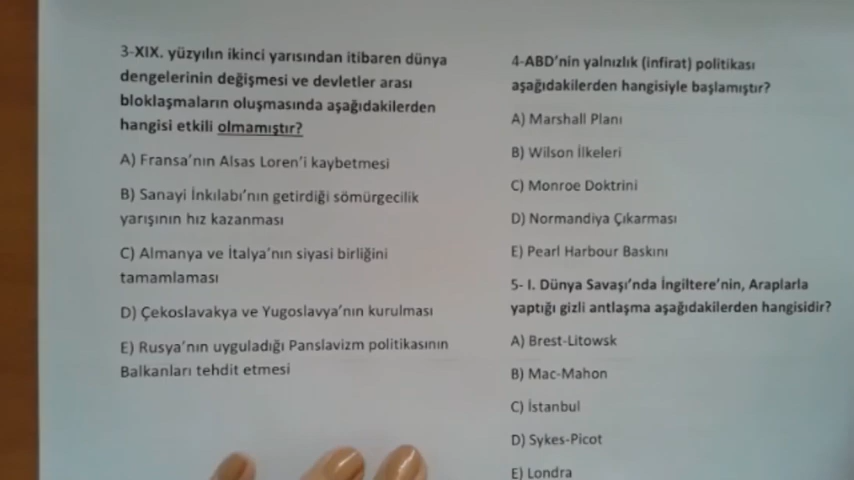 3-XIX. yüzyılın ikinci yarısından itibaren dünya
dengelerinin değişmesi ve devletler arası
bloklaşmaların oluşmasında aşağıdakilerden
hangisi etkili olmamıştır?
A) Fransa'nın Alsas Loren'i kaybetmesi
B) Sanayi İnkılabı'nın getirdiği sömürgecilik
yarışının hız kazanması
C) Almanya ve İtalya'nın siyasi birliğini
tamamlaması
D) Çekoslavakya ve Yugoslavya'nın kurulması
E) Rusya'nın uyguladığı Panslavizm politikasının
Balkanları tehdit etmesi
4-ABD'nin yalnızlık (infirat) politikası
aşağıdakilerden hangisiyle başlamıştır?
A) Marshall Planı
B) Wilson İlkeleri
C) Monroe Doktrini
D) Normandiya Çıkarması
E) Pearl Harbour Baskını
5- I. Dünya Savaşı'nda İngiltere'nin, Araplarla
yaptığı gizli antlaşma aşağıdakilerden hangisidir?
A) Brest-Litowsk
B) Mac-Mahon
C) İstanbul
D) Sykes-Picot
E) Londra